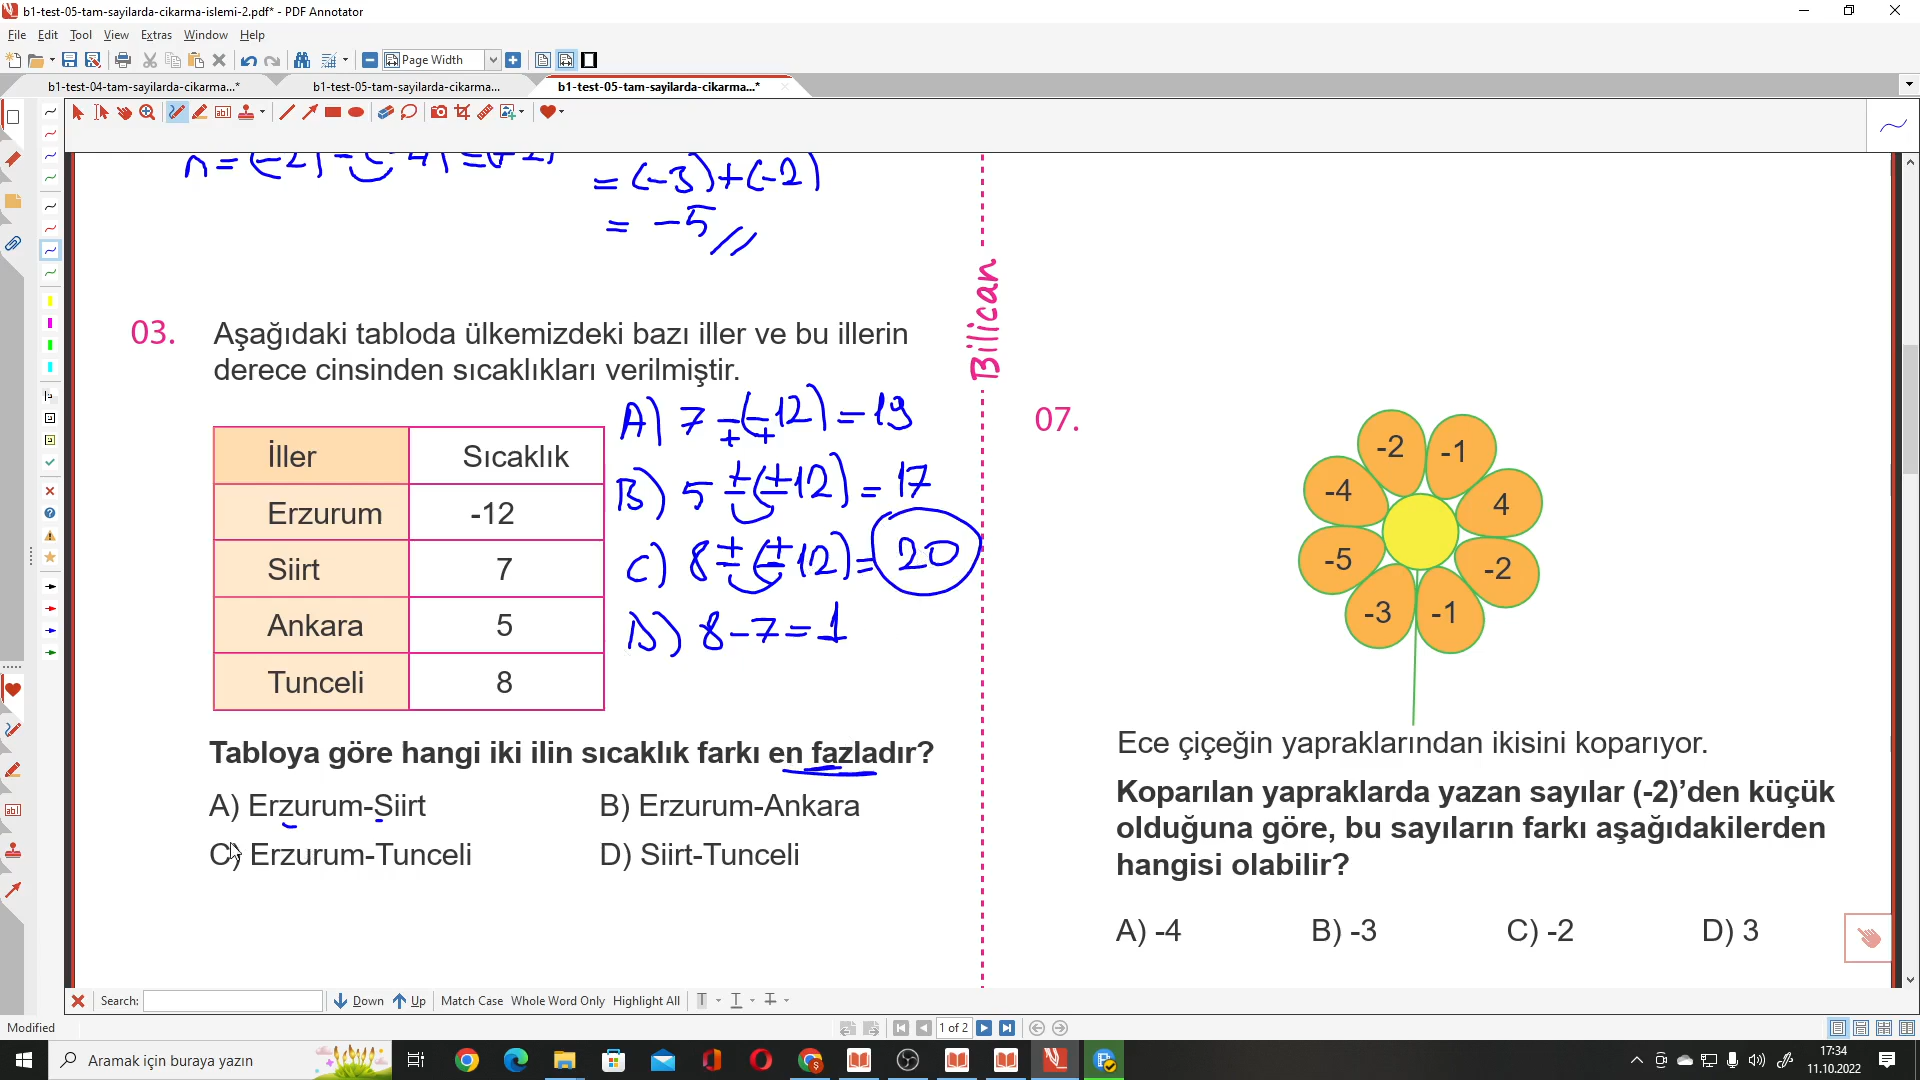 b1-test-05-tam-sayilarda-cikarma-islemi-2.pdf* - PDF Annotator
File Edit Tool View Extras Window Help
Page Width
b1-test-04-tam-sayilarda-cikarma...* b1-test-05-tam-sayilarda-cikarma... b1-test-05-tam-sayilarda-cikarma...*
= (-3)+(-2)
= -5 //
03. Aşağıdaki tabloda ülkemizdeki bazı iller ve bu illerin
derece cinsinden sıcaklıkları verilmiştir.
İller Sıcaklık
Erzurum -12
Siirt 7
Ankara 5
Tunceli 8
A) 7 - (-12) = 19
B) 5 - (-12) = 17
C) 8 - (-12) = 20
D) 8 - 7 = 1
Tabloya göre hangi iki ilin sıcaklık farkı en fazladır?
A) Erzurum-Siirt B) Erzurum-Ankara
C) Erzurum-Tunceli D) Siirt-Tunceli
Bilican
07.
-2 -1
-4 4
-5 -2
-3 -1
Ece çiçeğin yapraklarından ikisini koparıyor.
Koparılan yapraklarda yazan sayılar (-2)’den küçük
olduğuna göre, bu sayıların farkı aşağıdakilerden
hangisi olabilir?
A) -4 B) -3 C) -2 D) 3
Search: Down Up Match Case Whole Word Only Highlight All
Modified 1 of 2
Aramak için buraya yazın
17:34
11.10.2022